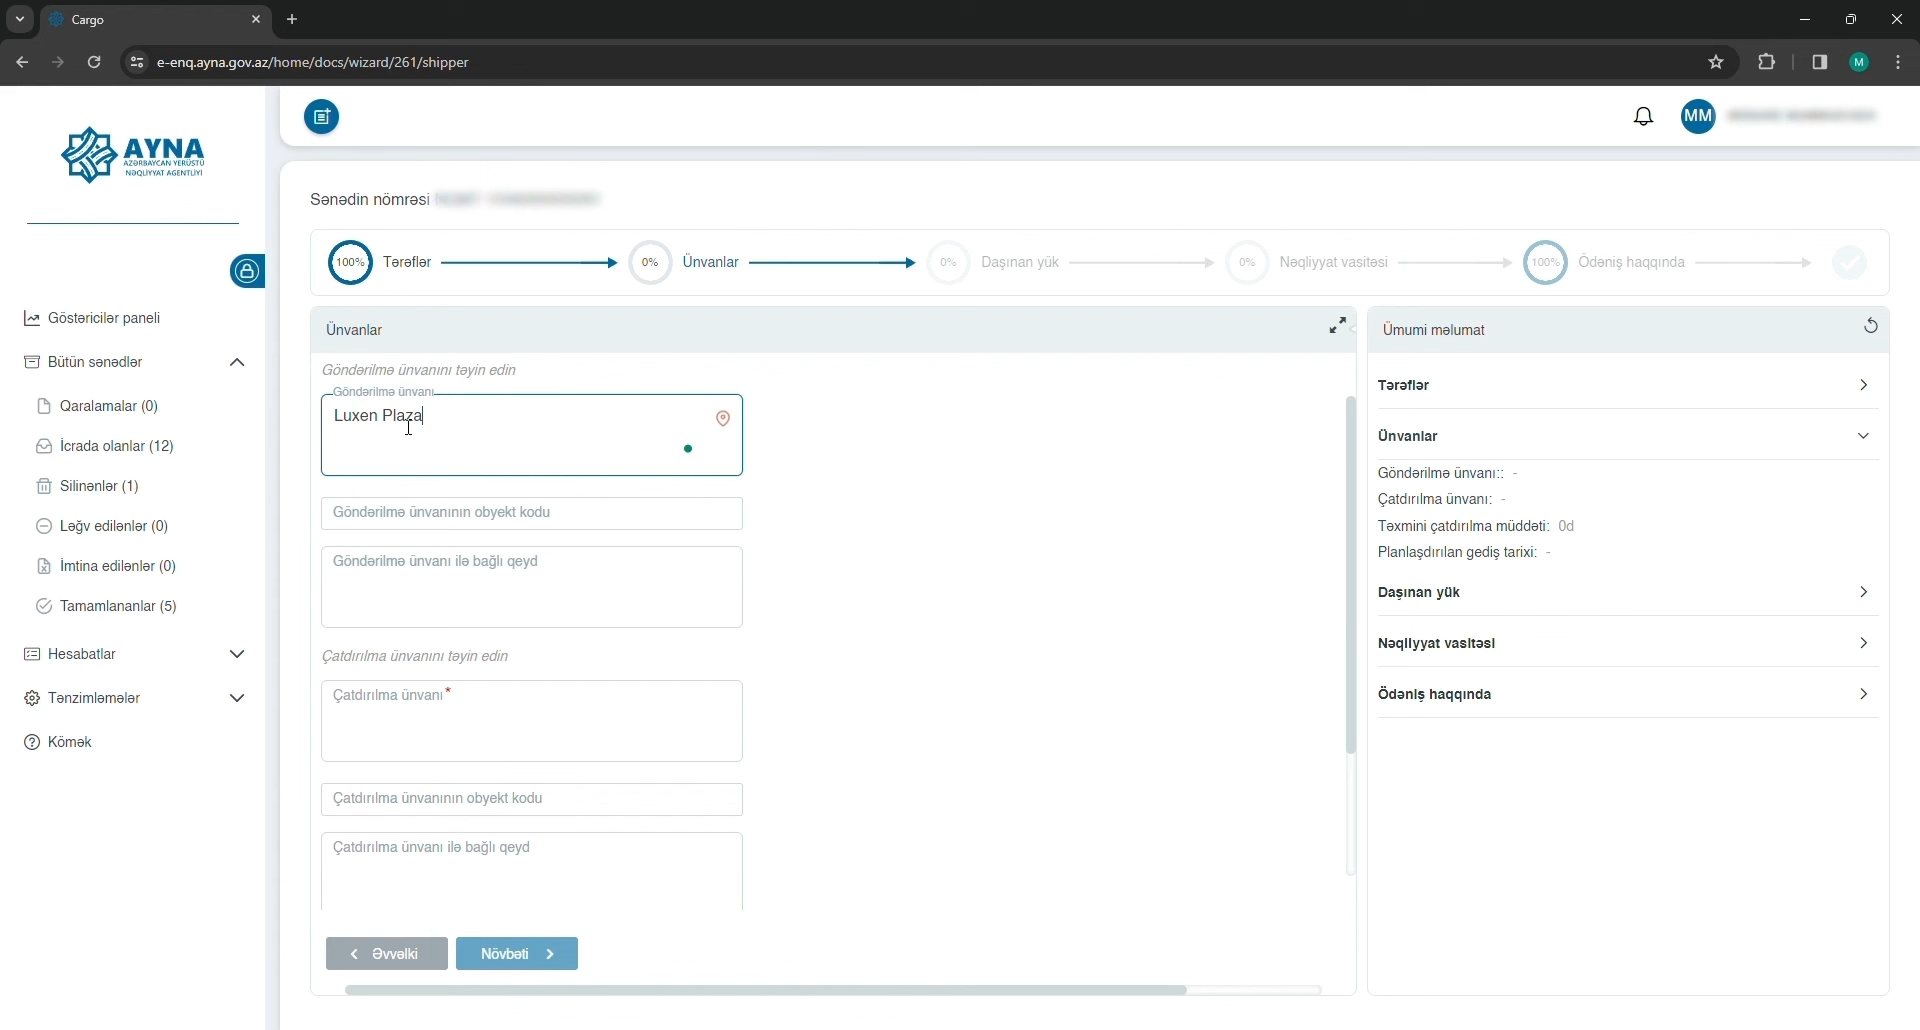 Cargo
e-enq.ayna.gov.az/home/docs/wizard/261/shipper
M
AYNA
AZƏRBAYCAN YERÜSTÜ
NƏQLİYYAT AGENTLİYİ
MM
Göstəricilər paneli
Bütün sənədlər
Qaralamalar (0)
İcrada olanlar (12)
Silinənlər (1)
Ləğv edilənlər (0)
İmtina edilənlər (0)
Tamamlananlar (5)
Hesabatlar
Tənzimləmələr
Kömək
Sənədin nömrəsi
100% Tərəflər 0% Ünvanlar 0% Daşınan yük 0% Nəqliyyat vasitəsi 100% Ödəniş haqqında
Ünvanlar
Göndərilmə ünvanını təyin edin
Göndərilmə ünvanı
Luxen Plaza
Göndərilmə ünvanının obyekt kodu
Göndərilmə ünvanı ilə bağlı qeyd
Çatdırılma ünvanını təyin edin
Çatdırılma ünvanı*
Çatdırılma ünvanının obyekt kodu
Çatdırılma ünvanı ilə bağlı qeyd
Əvvəlki
Növbəti
Ümumi məlumat
Tərəflər
Ünvanlar
Göndərilmə ünvanı:: -
Çatdırılma ünvanı: -
Təxmini çatdırılma müddəti: 0d
Planlaşdırılan gediş tarixi: -
Daşınan yük
Nəqliyyat vasitəsi
Ödəniş haqqında